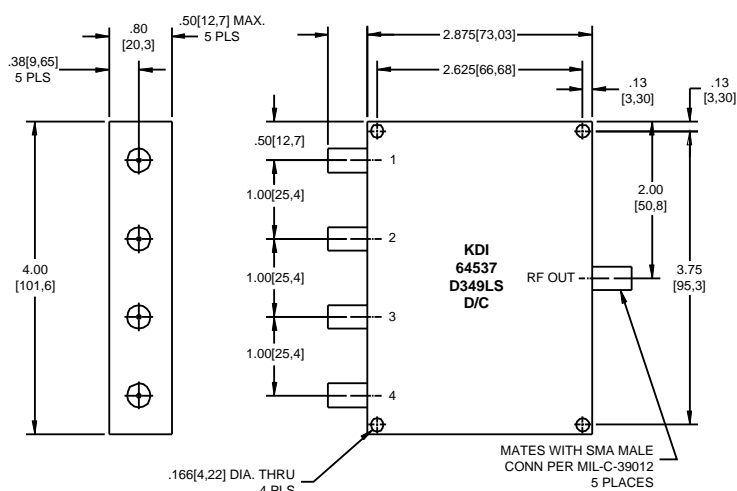 .80
[20,3]
.50[12,7] MAX.
5 PLS
.38[9,65]
5 PLS
2.875[73,03]
2.625[66,68]
.13
[3,30]
.13
[3,30]
.50[12,7]
1
1.00[25,4]
2.00
[50,8]
2
KDI
64537
D349LS
D/C
4.00
[101,6]
1.00[25,4]
RF OUT
3.75
[95,3]
3
1.00[25,4]
4
.166[4,22] DIA. THRU
4 PLS
MATES WITH SMA MALE
CONN PER MIL-C-39012
5 PLACES